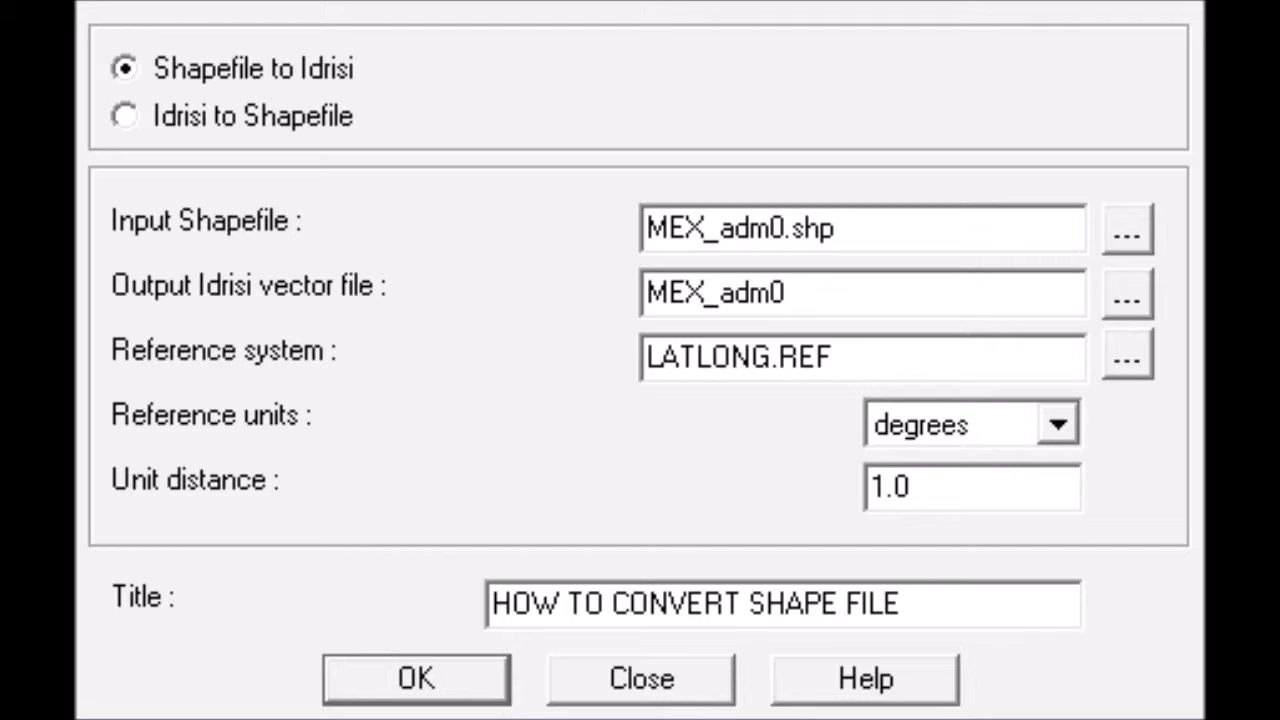 Shapefile to Idrisi
Idrisi to Shapefile
Input Shapefile : MEX_adm0.shp ...
Output Idrisi vector file : MEX_adm0 ...
Reference system : LATLONG.REF ...
Reference units : degrees
Unit distance : 1.0
Title : HOW TO CONVERT SHAPE FILE
OK Close Help